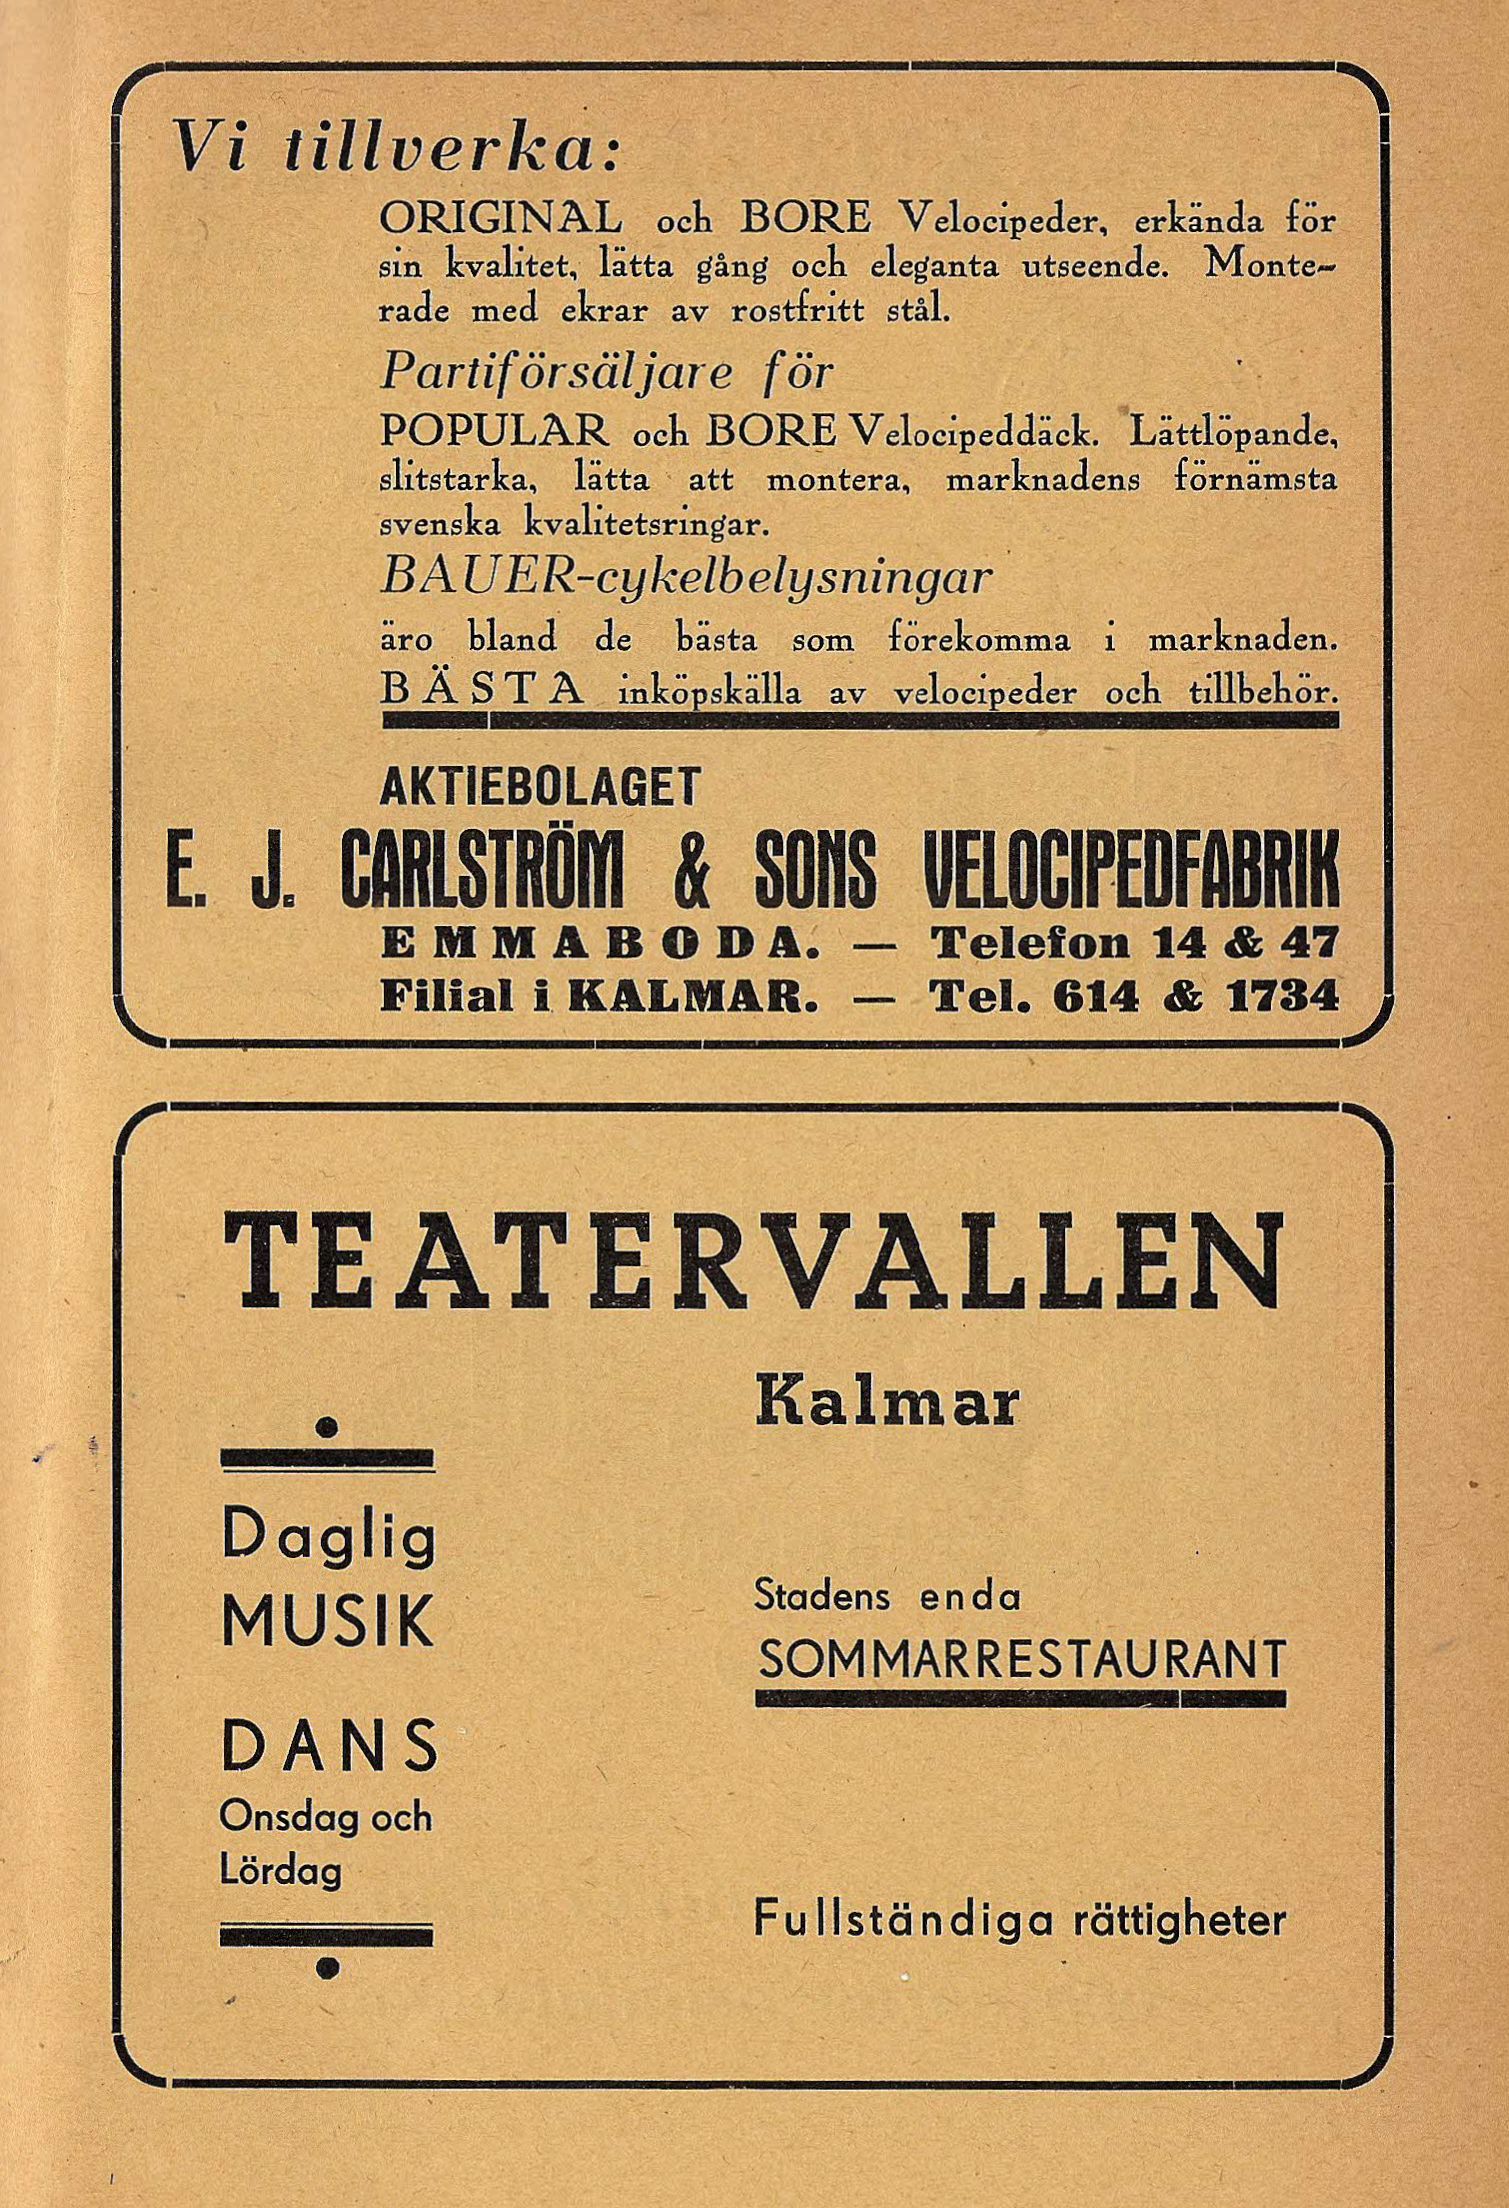 Vi tillverka:
ORIGINAL och BORE Velocipeder, erkända för
sin kvalitet, lätta gång och eleganta utseende. Monte-
rade med ekrar av rostfritt stål.
Partiförsäljare för
POPULAR och BORE Velocipeddäck. Lättlöpande,
slitstarka, lätta att montera, marknadens förnämsta
svenska kvalitetsringar.
BAUER-cykelbelysningar
äro bland de bästa som förekomma i marknaden.
BÄSTA inköpskälla av velocipeder och tillbehör.
AKTIEBOLAGET
E. J. CARLSTRÖM & SONS VELOCIPEDFABRIK
EMMABODA. — Telefon 14 & 47
Filial i KALMAR. — Tel. 614 & 1734
TEATERVALLEN
Kalmar
Daglig
MUSIK
DANS
Onsdag och
Lördag
Stadens enda
SOMMARRESTAURANT
Fullständiga rättigheter